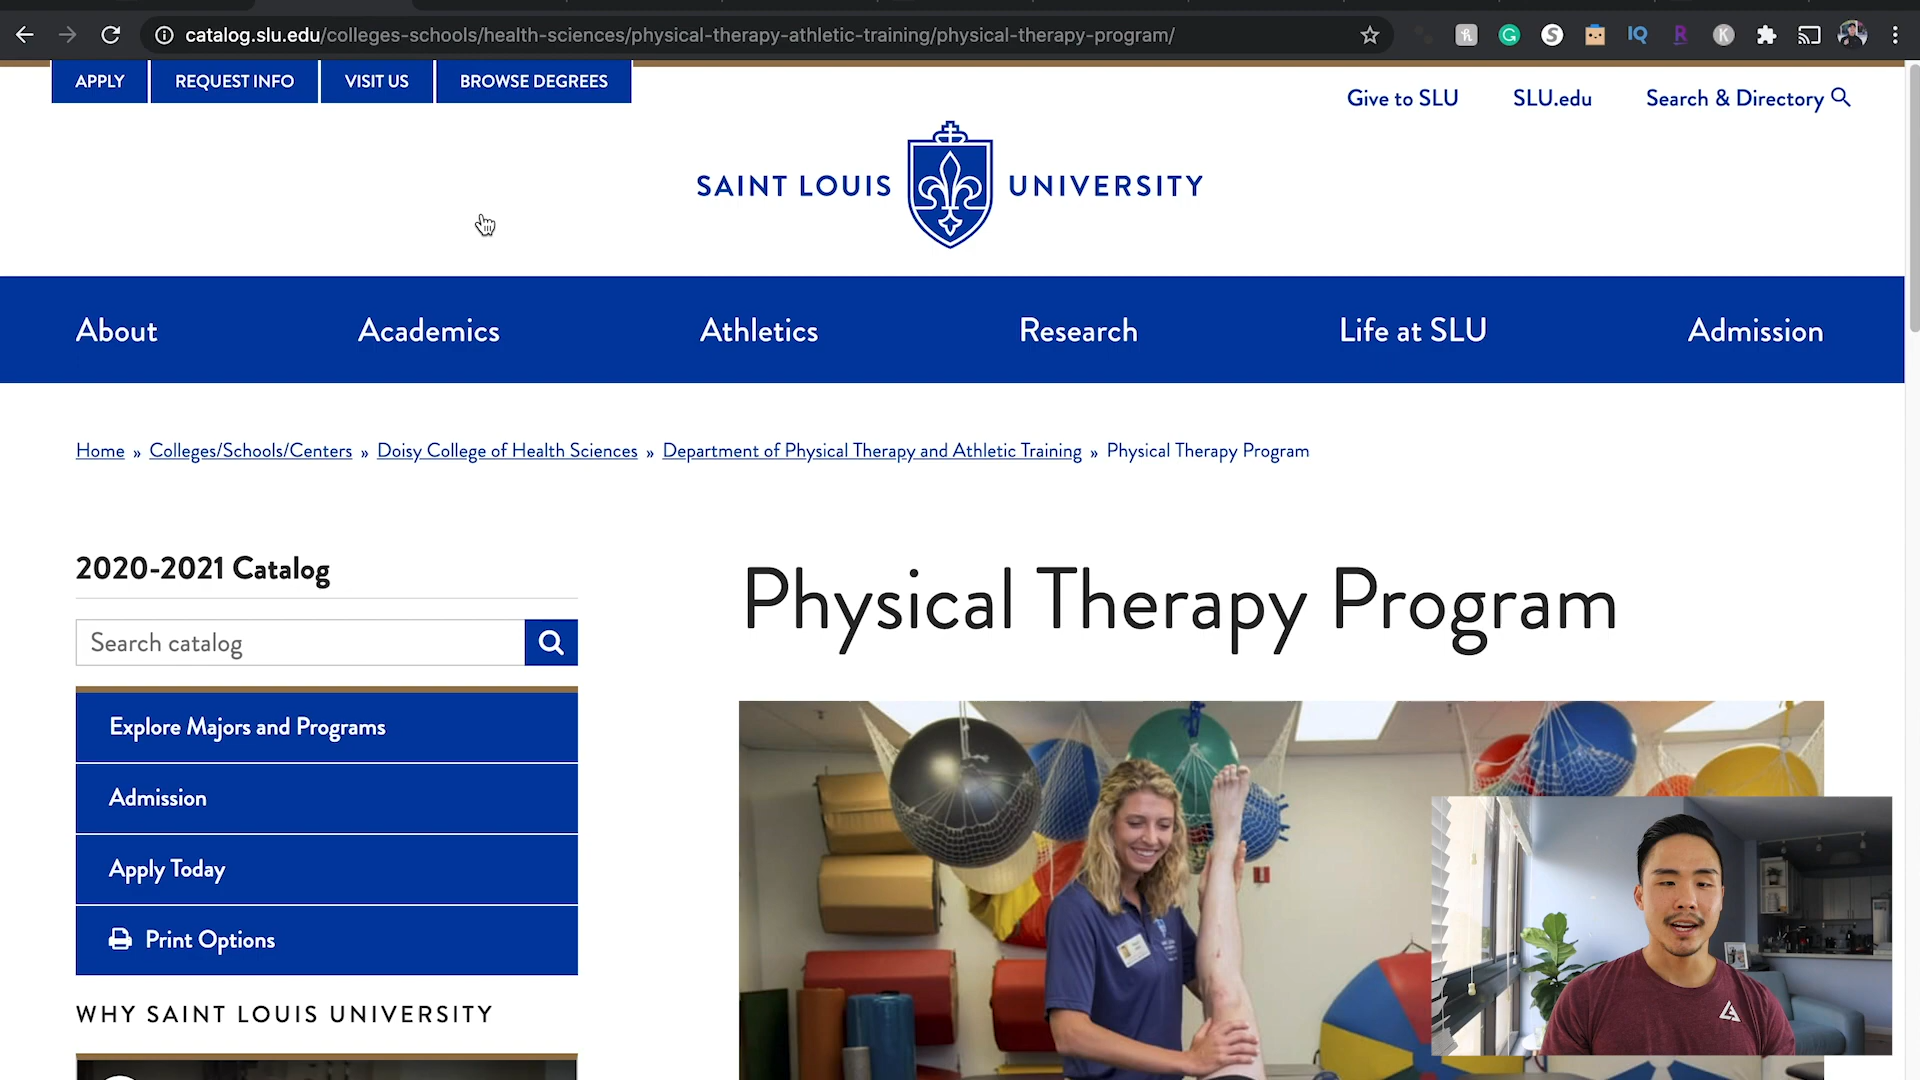 catalog.slu.edu/colleges-schools/health-sciences/physical-therapy-athletic-training/physical-therapy-program/
IQ
R
K
APPLY
REQUEST INFO
VISIT US
BROWSE DEGREES
Give to SLU
SLU.edu
Search & Directory
SAINT LOUIS UNIVERSITY
About
Academics
Athletics
Research
Life at SLU
Admission
Home » Colleges/Schools/Centers » Doisy College of Health Sciences » Department of Physical Therapy and Athletic Training » Physical Therapy Program
2020-2021 Catalog
Search catalog
Physical Therapy Program
Explore Majors and Programs
Admission
Apply Today
Print Options
WHY SAINT LOUIS UNIVERSITY